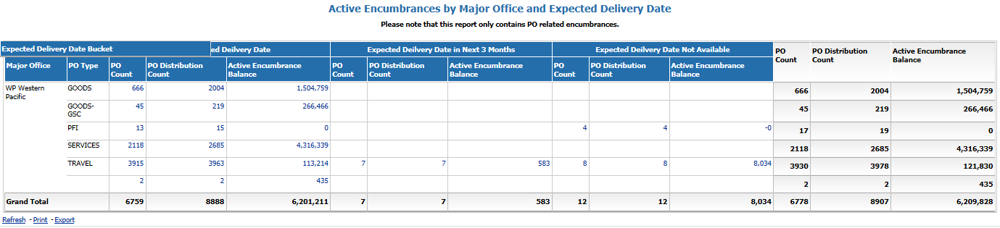 Active Encumbrances by Major Office and Expected Delivery Date
Please note that this report only contains PO related encumbrances.
Expected Delivery Date Bucket ed Deilvery Date Expected Deilvery Date in Next 3 Months Expected Deilvery Date Not Available
Major Office PO Type PO Count PO Distribution Count Active Encumbrance Balance PO Count PO Distribution Count Active Encumbrance Balance PO Count PO Distribution Count Active Encumbrance Balance PO Count PO Distribution Count Active Encumbrance Balance
WP Western Pacific GOODS 666 2004 1,504,759 666 2004 1,504,759
GOODS-GSC 45 219 266,466 45 219 266,466
PFI 13 15 0 4 4 -0 17 19 0
SERVICES 2118 2685 4,316,339 2118 2685 4,316,339
TRAVEL 3915 3963 113,214 7 7 583 8 8 8,034 3930 3978 121,830
2 2 435 2 2 435
Grand Total 6759 8888 6,201,211 7 7 583 12 12 8,034 6778 8907 6,209,828
Refresh - Print - Export